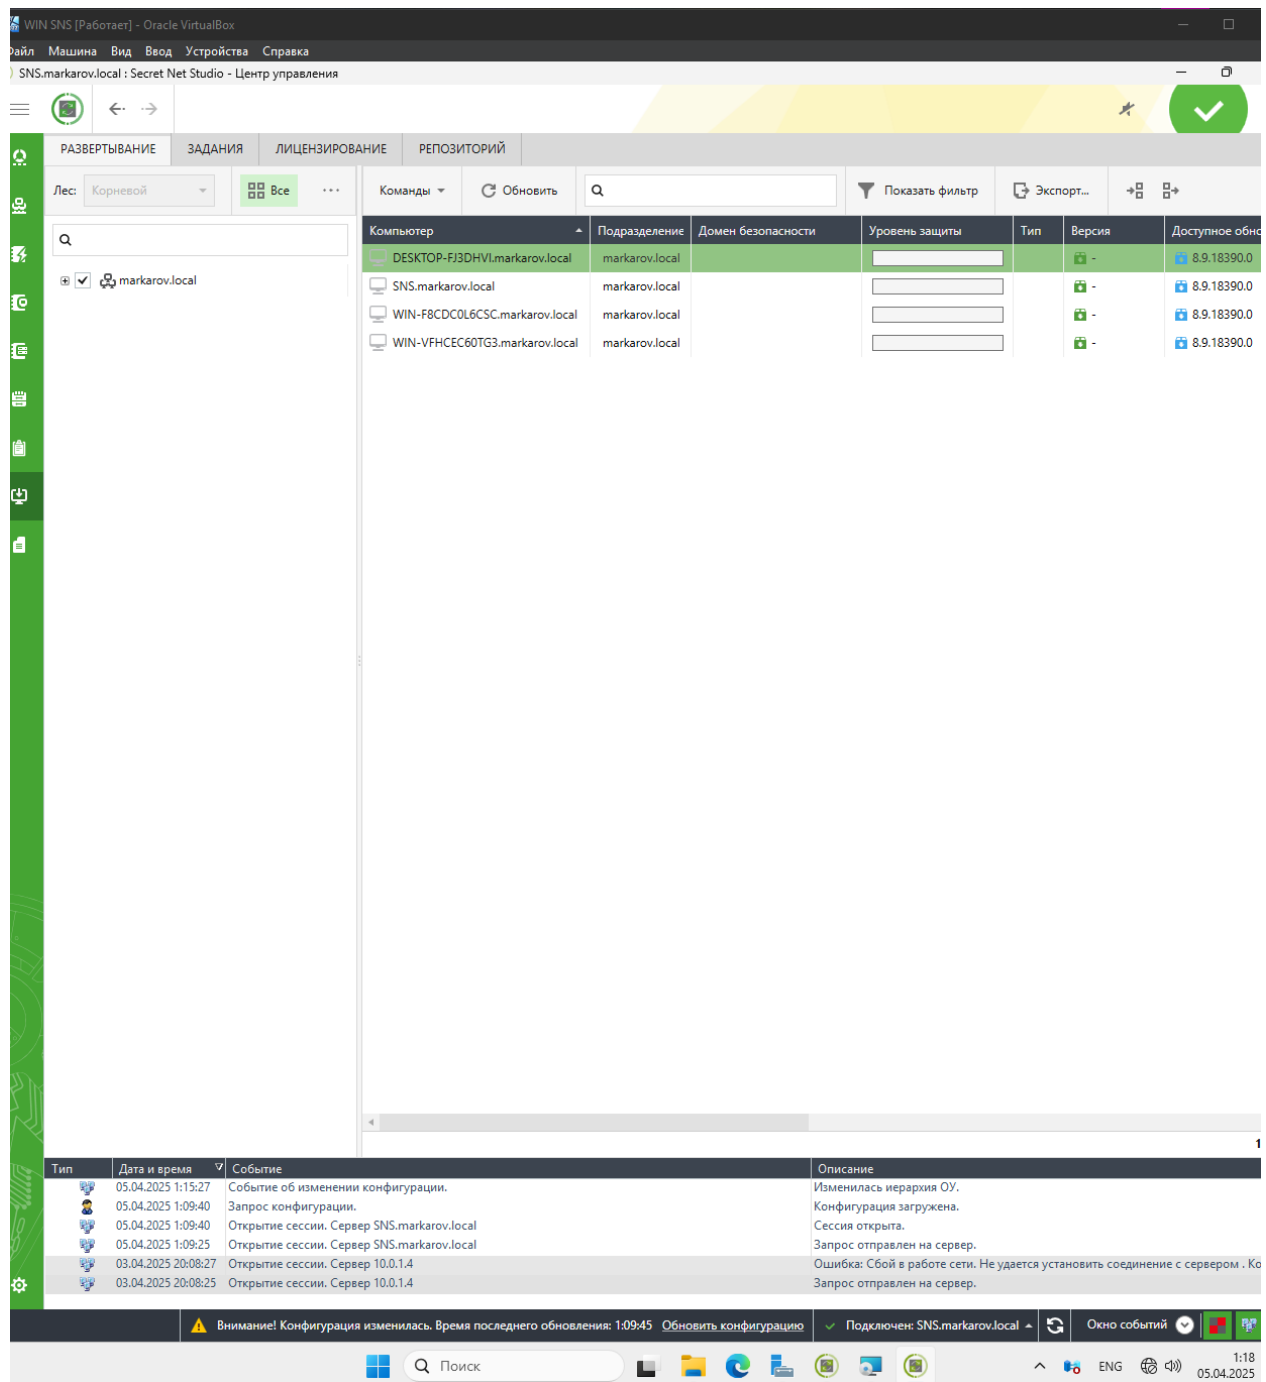 WIN SNS [Работает] - Oracle VirtualBox
Файл Машина Вид Ввод Устройства Справка
SNS.markarov.local : Secret Net Studio - Центр управления
РАЗВЕРТЫВАНИЕ ЗАДАНИЯ ЛИЦЕНЗИРОВАНИЕ РЕПОЗИТОРИЙ
Лес: Корневой Все ... Команды Обновить Показать фильтр Экспорт...
Компьютер Подразделение Домен безопасности Уровень защиты Тип Версия Доступное обно
DESKTOP-FJ3DHVI.markarov.local markarov.local - 8.9.18390.0
markarov.local
SNS.markarov.local markarov.local - 8.9.18390.0
WIN-F8CDC0L6CSC.markarov.local markarov.local - 8.9.18390.0
WIN-VFHCEC60TG3.markarov.local markarov.local - 8.9.18390.0
1
Тип Дата и время Событие Описание
05.04.2025 1:15:27 Событие об изменении конфигурации. Изменилась иерархия ОУ.
05.04.2025 1:09:40 Запрос конфигурации. Конфигурация загружена.
05.04.2025 1:09:40 Открытие сессии. Сервер SNS.markarov.local Сессия открыта.
05.04.2025 1:09:25 Открытие сессии. Сервер SNS.markarov.local Запрос отправлен на сервер.
03.04.2025 20:08:27 Открытие сессии. Сервер 10.0.1.4 Ошибка: Сбой в работе сети. Не удается установить соединение с сервером . Ко
03.04.2025 20:08:25 Открытие сессии. Сервер 10.0.1.4 Запрос отправлен на сервер.
Внимание! Конфигурация изменилась. Время последнего обновления: 1:09:45 Обновить конфигурацию Подключен: SNS.markarov.local Окно событий
Поиск ENG 1:18
05.04.2025